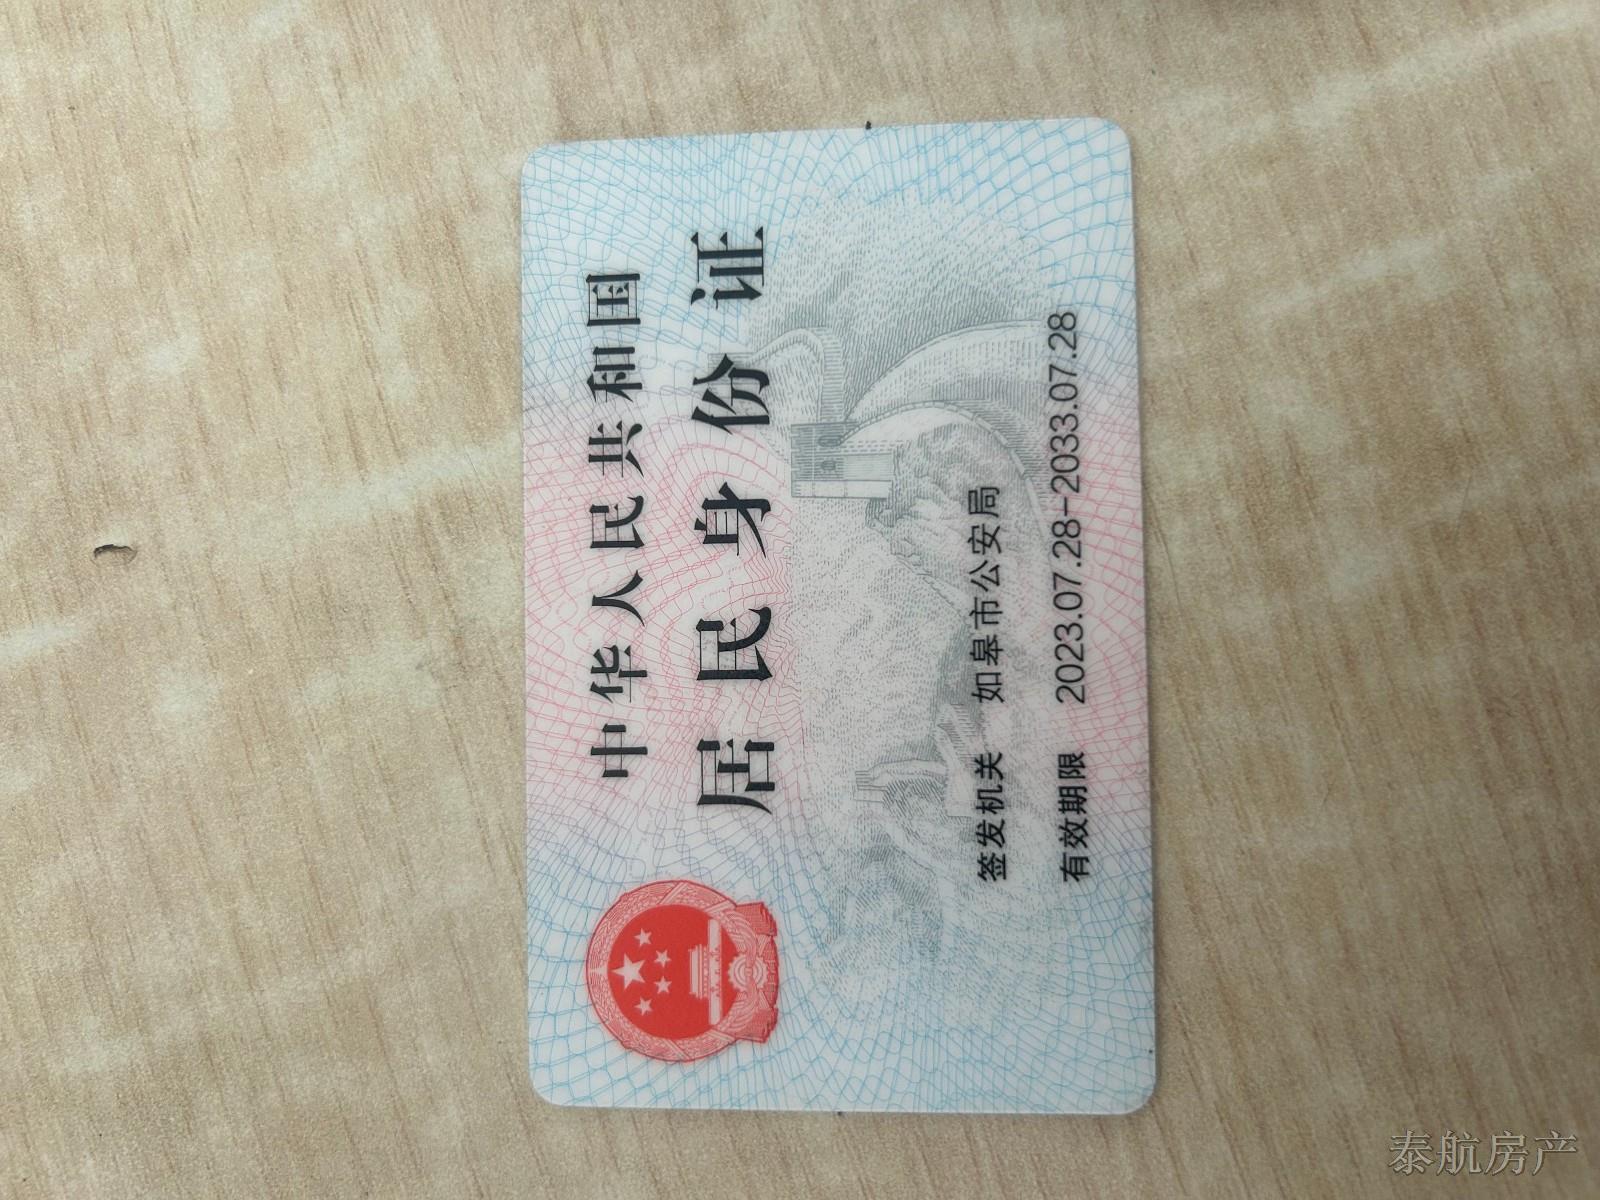 中华人民共和国
居民身份证
签发机关 如皋市公安局
有效期限 2023.07.28-2033.07.28
泰航房产